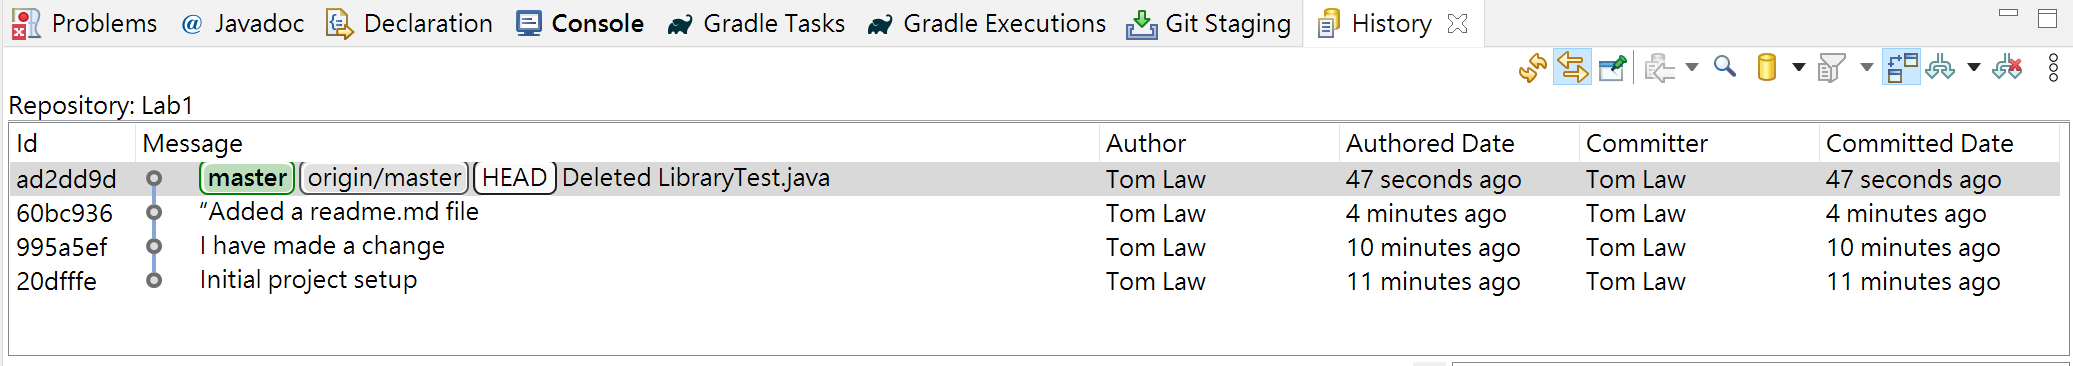 Problems @ Javadoc Declaration Console Gradle Tasks Gradle Executions Git Staging History
Repository: Lab1
Id Message Author Authored Date Committer Committed Date
ad2dd9d master origin/master HEAD Deleted LibraryTest.java Tom Law 47 seconds ago Tom Law 47 seconds ago
60bc936 “Added a readme.md file Tom Law 4 minutes ago Tom Law 4 minutes ago
995a5ef I have made a change Tom Law 10 minutes ago Tom Law 10 minutes ago
20dfffe Initial project setup Tom Law 11 minutes ago Tom Law 11 minutes ago